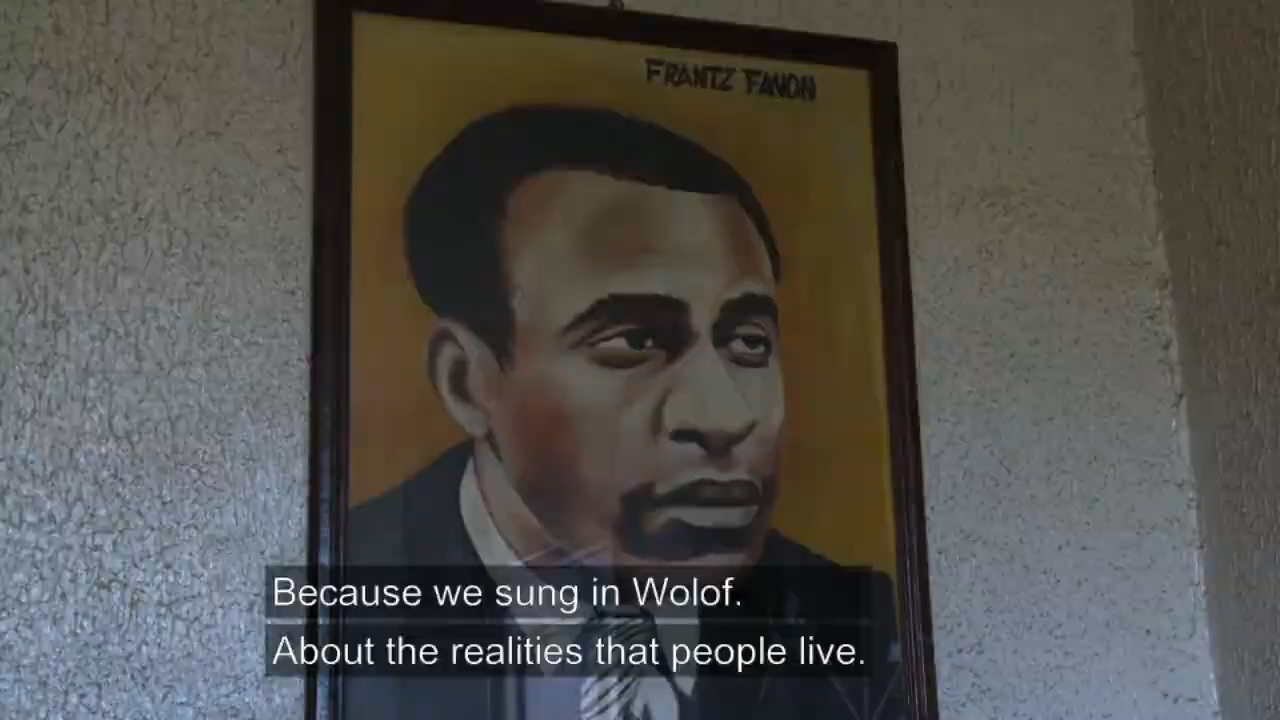 FRANTZ FANON
Because we sung in Wolof.
About the realities that people live.